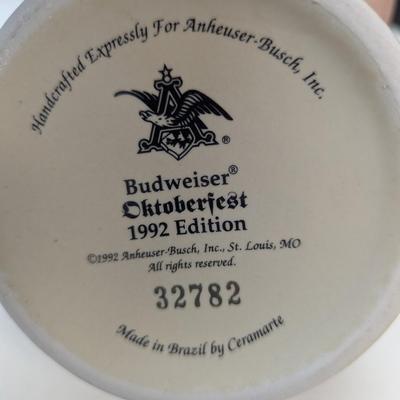 Handcrafted Expressly For Anheuser-Busch, Inc.
A
®
Budweiser®
Oktoberfest
1992 Edition
©1992 Anheuser-Busch, Inc., St. Louis, MO
All rights reserved.
32782
Made in Brazil by Ceramarte